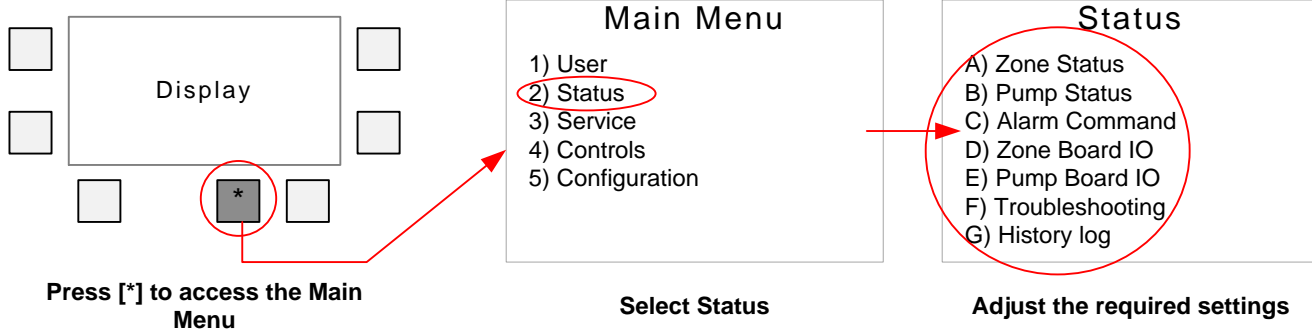 Display
*
Press [*] to access the Main
Menu
Main Menu
1) User
2) Status
3) Service
4) Controls
5) Configuration
Select Status
Status
A) Zone Status
B) Pump Status
C) Alarm Command
D) Zone Board IO
E) Pump Board IO
F) Troubleshooting
G) History log
Adjust the required settings